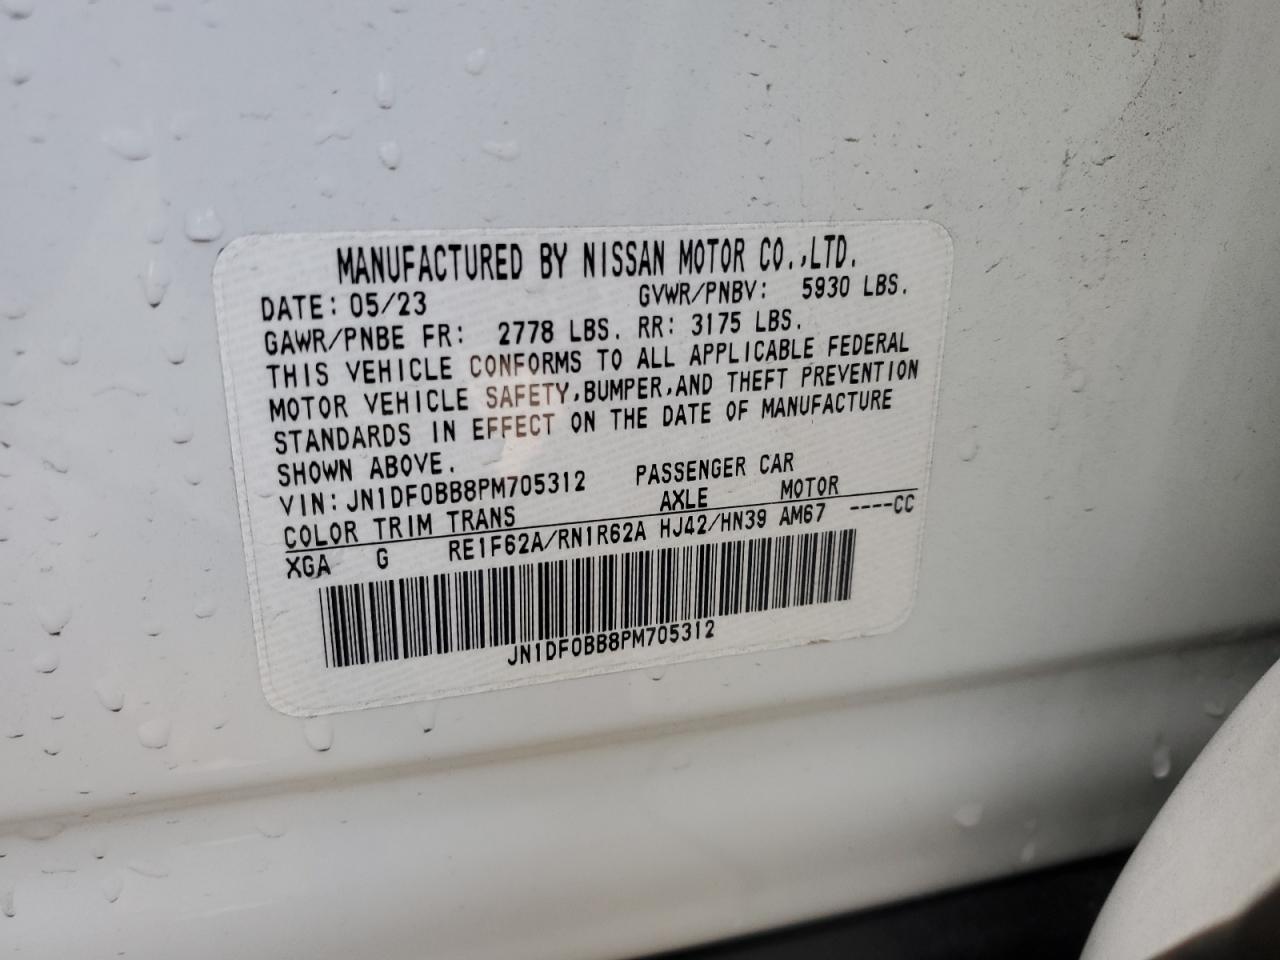 MANUFACTURED BY NISSAN MOTOR CO.,LTD.
DATE: 05/23 GVWR/PNBV: 5930 LBS.
GAWR/PNBE FR: 2778 LBS. RR: 3175 LBS.
THIS VEHICLE CONFORMS TO ALL APPLICABLE FEDERAL
MOTOR VEHICLE SAFETY,BUMPER,AND THEFT PREVENTION
STANDARDS IN EFFECT ON THE DATE OF MANUFACTURE
SHOWN ABOVE.
VIN: JN1DF0BB8PM705312 PASSENGER CAR
COLOR TRIM TRANS AXLE MOTOR
XGA G RE1F62A/RN1R62A HJ42/HN39 AM67 ----CC
JN1DF0BB8PM705312